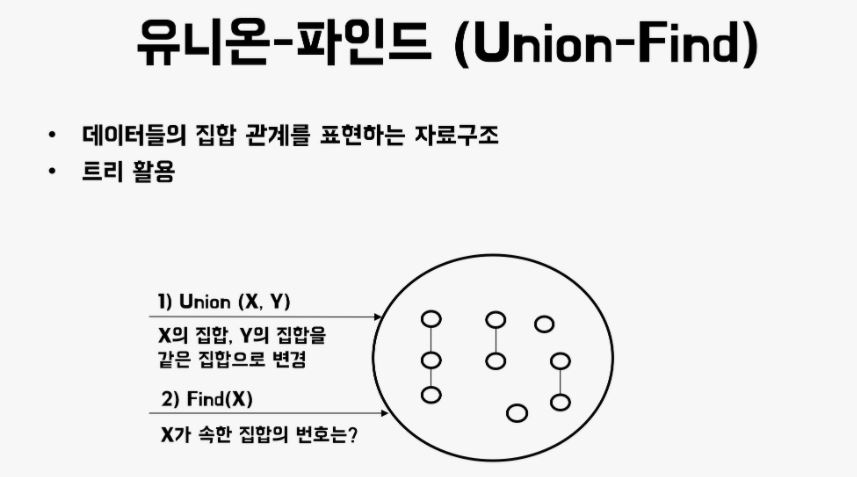 유니온-파인드 (Union-Find)
• 데이터들의 집합 관계를 표현하는 자료구조
• 트리 활용
1) Union (X, Y)
X의 집합, Y의 집합을
같은 집합으로 변경
2) Find(X)
X가 속한 집합의 번호는?